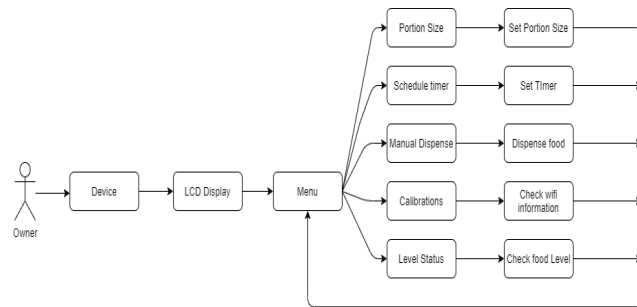 Portion Size
Set Portion Size
Schedule timer
Set TImer
Manual Dispense
Dispense food
Owner
Device
LCD Display
Menu
Calibrations
Check wifi
information
Level Status
Check food Level